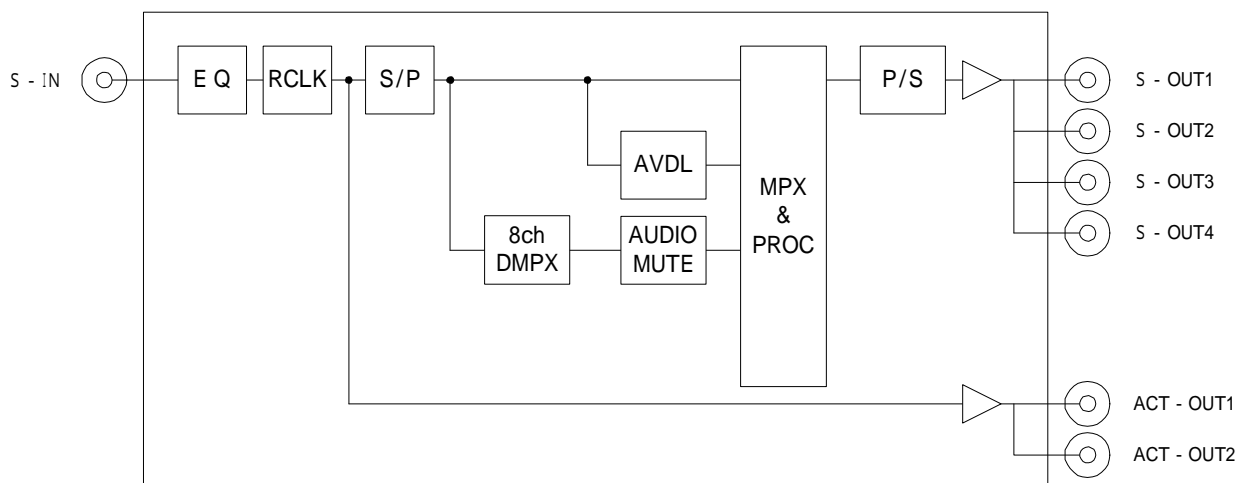 S - IN
E Q
RCLK
S/P
P/S
S - OUT1
S - OUT2
AVDL
MPX
&
PROC
S - OUT3
8ch
DMPX
AUDIO
MUTE
S - OUT4
ACT - OUT1
ACT - OUT2